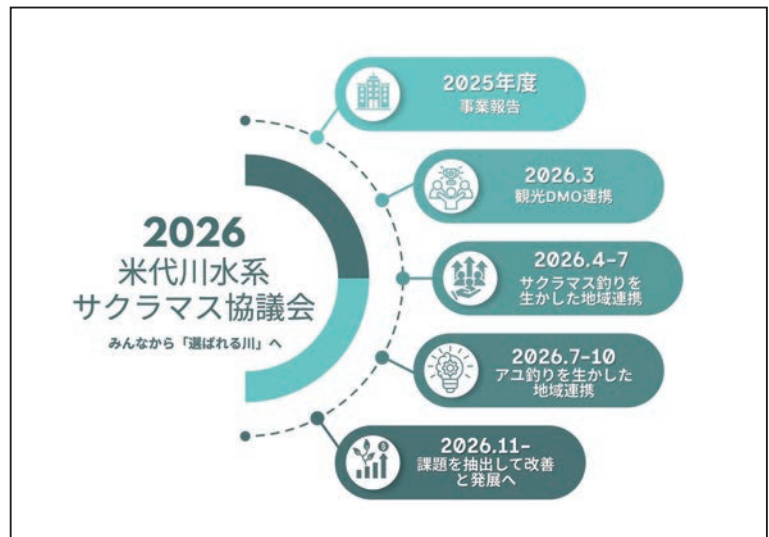 2026
米代川水系
サクラマス協議会
みんなから「選ばれる川」へ
2025年度
事業報告
2026.3
観光DMO連携
2026.4-7
サクラマス釣りを
生かした地域連携
2026.7-10
アユ釣りを生かした
地域連携
2026.11-
課題を抽出して改善
と発展へ